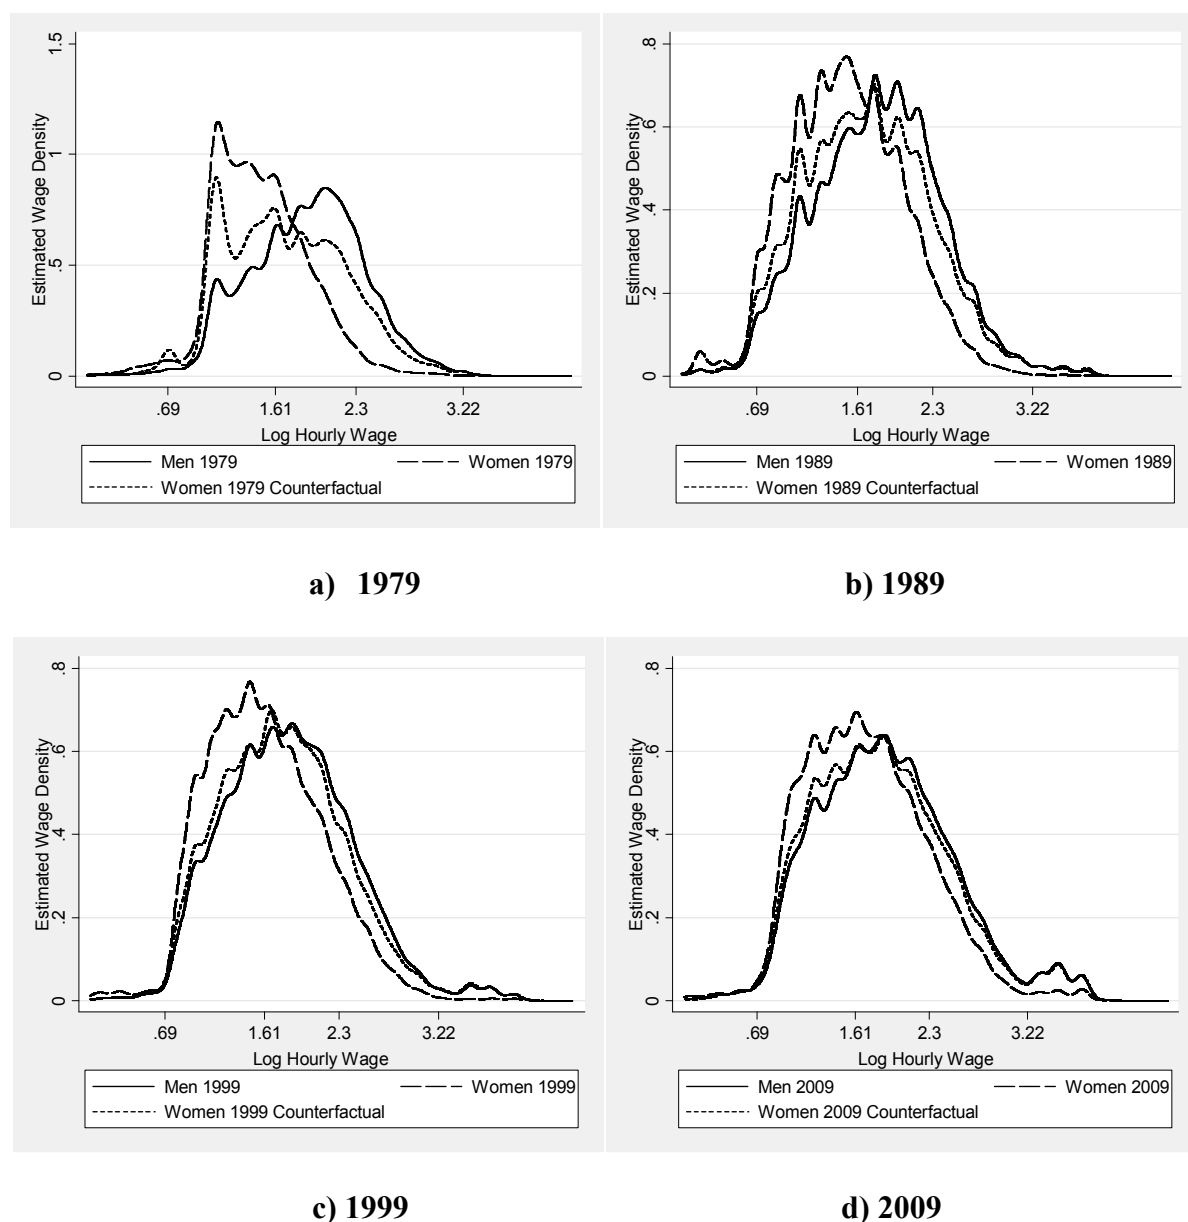 1.5
1
.5
0
Estimated Wage Density
.69 1.61 2.3 3.22
Log Hourly Wage
Men 1979 Women 1979
Women 1979 Counterfactual
.8
.6
.4
.2
0
Estimated Wage Density
.69 1.61 2.3 3.22
Log Hourly Wage
Men 1989 Women 1989
Women 1989 Counterfactual
a) 1979
b) 1989
.8
.6
.4
.2
0
Estimated Wage Density
.69 1.61 2.3 3.22
Log Hourly Wage
Men 1999 Women 1999
Women 1999 Counterfactual
.8
.6
.4
.2
0
Estimated Wage Density
.69 1.61 2.3 3.22
Log Hourly Wage
Men 2009 Women 2009
Women 2009 Counterfactual
c) 1999
d) 2009